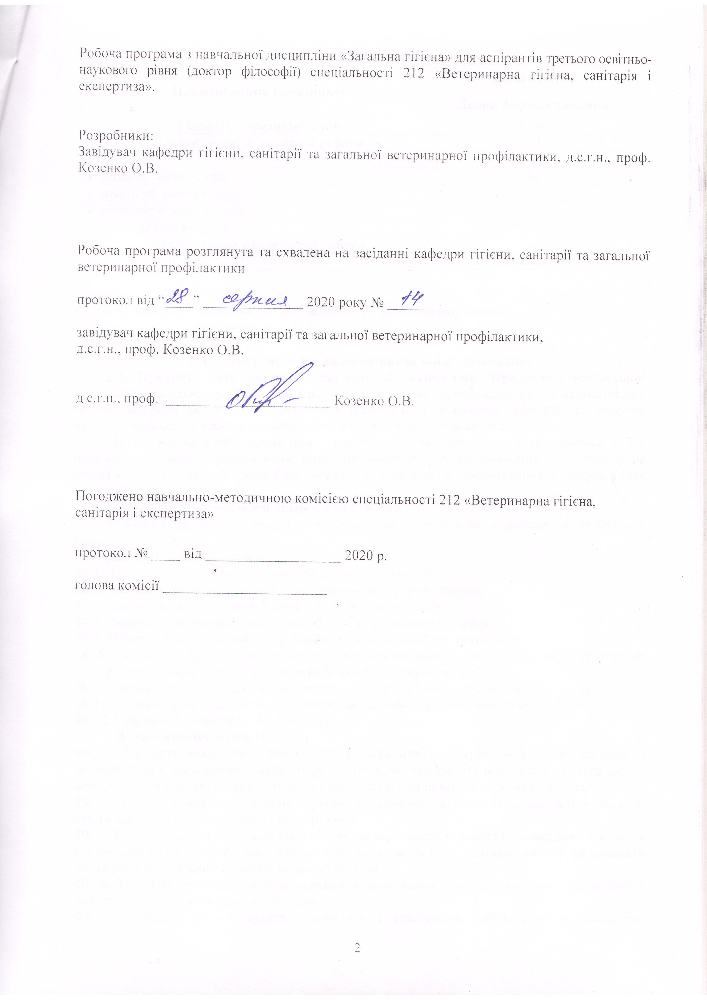 Робоча програма з навчальної дисципліни «Загальна гігієна» для аспірантів третього освітньо-
наукового рівня (доктор філософії) спеціальності 212 «Ветеринарна гігієна, санітарія і
експертиза».
Розробники:
Завідувач кафедри гігієни, санітарії та загальної ветеринарної профілактики, д.с.г.н., проф.
Козенко О.В.
Робоча програма розглянута та схвалена на засіданні кафедри гігієни, санітарії та загальної
ветеринарної профілактики
протокол від “28” серпня 2020 року № 14
завідувач кафедри гігієни, санітарії та загальної ветеринарної профілактики,
д.с.г.н., проф. Козенко О.В.
д с.г.н., проф. ____ Козенко О.В.
Погоджено навчально-методичною комісією спеціальності 212 «Ветеринарна гігієна,
санітарія і експертиза»
протокол № ____ від ____ 2020 р.
голова комісії ____
2